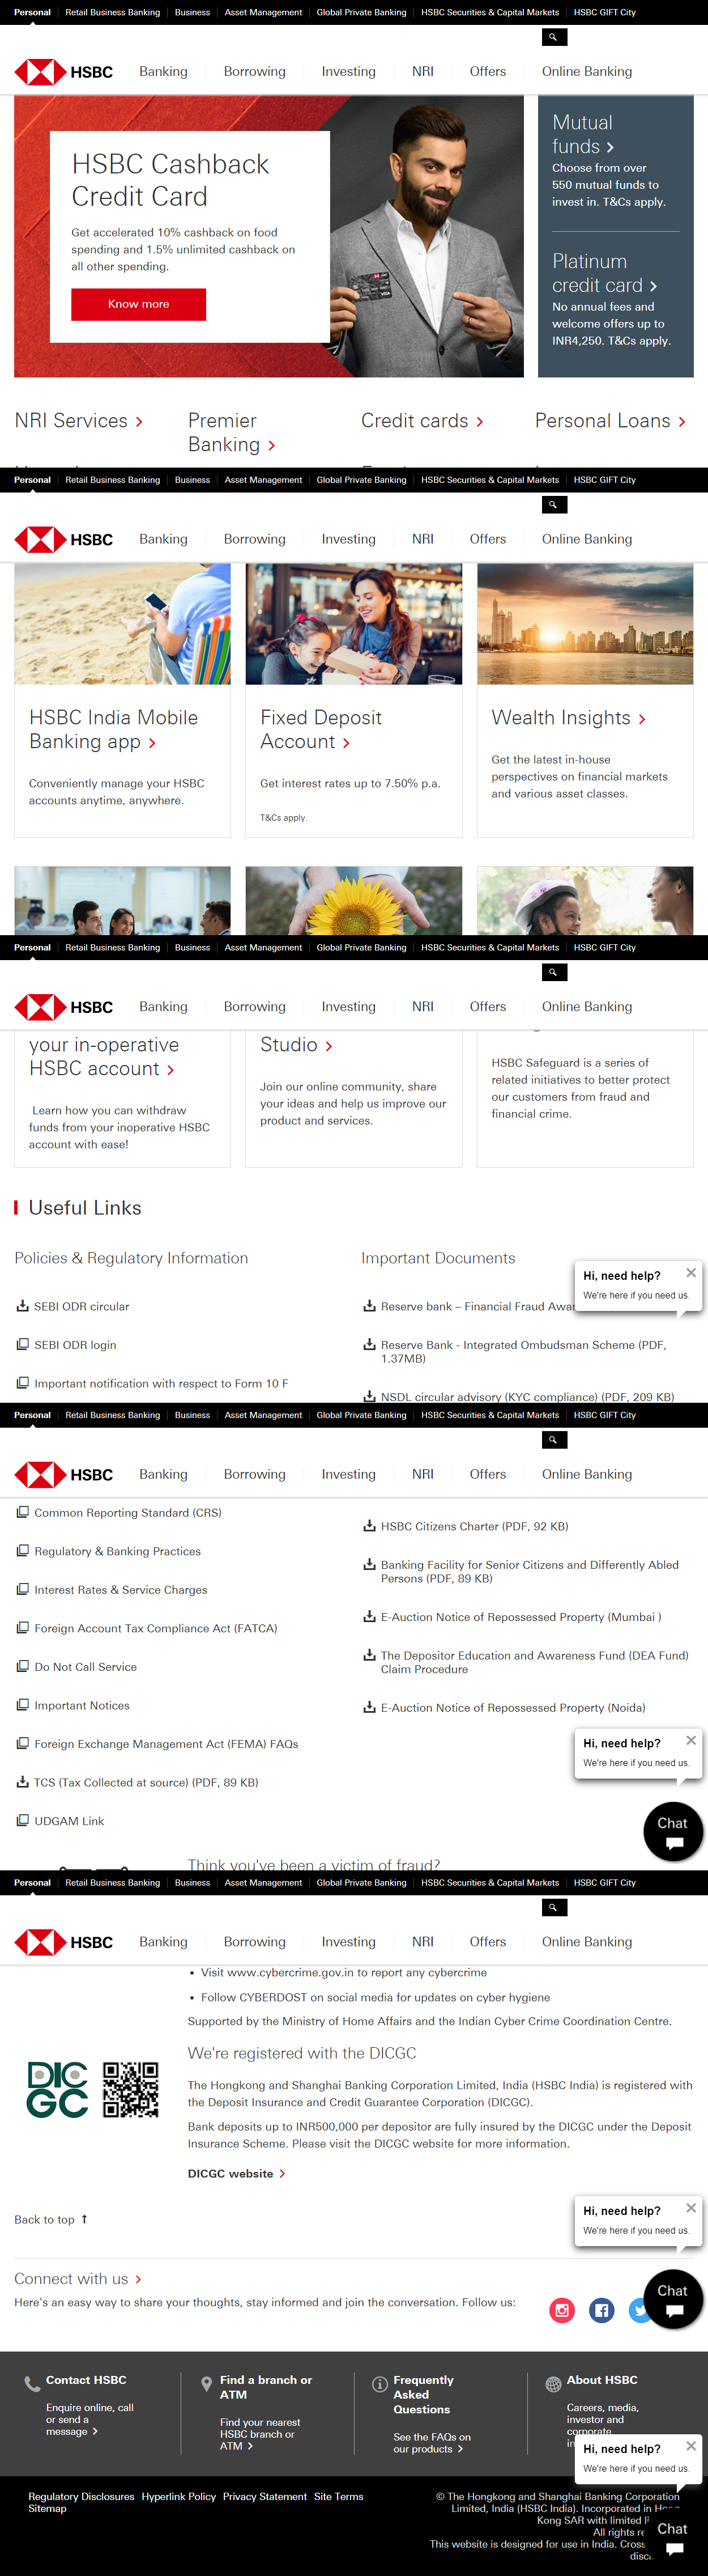 Personal Retail Business Banking Business Asset Management Global Private Banking HSBC Securities & Capital Markets HSBC GIFT City
HSBC Banking Borrowing Investing NRI Offers Online Banking
HSBC Cashback
Credit Card
Get accelerated 10% cashback on food
spending and 1.5% unlimited cashback on
all other spending.
Know more
Mutual
funds
Choose from over
550 mutual funds to
invest in. T&Cs apply.
Platinum
credit card
No annual fees and
welcome offers up to
INR4,250. T&Cs apply.
NRI Services
Premier
Banking
Credit cards
Personal Loans
Personal Retail Business Banking Business Asset Management Global Private Banking HSBC Securities & Capital Markets HSBC GIFT City
HSBC Banking Borrowing Investing NRI Offers Online Banking
HSBC India Mobile
Banking app
Conveniently manage your HSBC
accounts anytime, anywhere.
Fixed Deposit
Account
Get interest rates up to 7.50% p.a.
T&Cs apply.
Wealth Insights
Get the latest in-house
perspectives on financial markets
and various asset classes.
Personal Retail Business Banking Business Asset Management Global Private Banking HSBC Securities & Capital Markets HSBC GIFT City
HSBC Banking Borrowing Investing NRI Offers Online Banking
your in-operative
HSBC account
Learn how you can withdraw
funds from your inoperative HSBC
account with ease!
Studio
Join our online community, share
your ideas and help us improve our
product and services.
HSBC Safeguard is a series of
related initiatives to better protect
our customers from fraud and
financial crime.
Useful Links
Policies & Regulatory Information
SEBI ODR circular
SEBI ODR login
Important notification with respect to Form 10 F
Important Documents
Reserve bank – Financial Fraud
Reserve Bank - Integrated Ombudsman Scheme (PDF,
1.37MB)
NSDL circular advisory (KYC compliance) (PDF, 209 KB)
Hi, need help?
We're here if you need us.
Personal Retail Business Banking Business Asset Management Global Private Banking HSBC Securities & Capital Markets HSBC GIFT City
HSBC Banking Borrowing Investing NRI Offers Online Banking
Common Reporting Standard (CRS)
Regulatory & Banking Practices
Interest Rates & Service Charges
Foreign Account Tax Compliance Act (FATCA)
Do Not Call Service
Important Notices
Foreign Exchange Management Act (FEMA) FAQs
TCS (Tax Collected at source) (PDF, 89 KB)
UDGAM Link
HSBC Citizens Charter (PDF, 92 KB)
Banking Facility for Senior Citizens and Differently Abled
Persons (PDF, 89 KB)
E-Auction Notice of Repossessed Property (Mumbai )
The Depositor Education and Awareness Fund (DEA Fund)
Claim Procedure
E-Auction Notice of Repossessed Property (Noida)
Hi, need help?
We're here if you need us.
Chat
Think you've been a victim of fraud?
Personal Retail Business Banking Business Asset Management Global Private Banking HSBC Securities & Capital Markets HSBC GIFT City
HSBC Banking Borrowing Investing NRI Offers Online Banking
• Visit www.cybercrime.gov.in to report any cybercrime
• Follow CYBERDOST on social media for updates on cyber hygiene
Supported by the Ministry of Home Affairs and the Indian Cyber Crime Coordination Centre.
DICGC
We're registered with the DICGC
The Hongkong and Shanghai Banking Corporation Limited, India (HSBC India) is registered with
the Deposit Insurance and Credit Guarantee Corporation (DICGC).
Bank deposits up to INR500,000 per depositor are fully insured by the DICGC under the Deposit
Insurance Scheme. Please visit the DICGC website for more information.
DICGC website
Back to top
Hi, need help?
We're here if you need us.
Connect with us
Here's an easy way to share your thoughts, stay informed and join the conversation. Follow us:
Chat
Contact HSBC
Enquire online, call
or send a
message
Find a branch or
ATM
Find your nearest
HSBC branch or
ATM
Frequently
Asked
Questions
See the FAQs on
our products
About HSBC
Careers, media,
investor and
corporate
Hi, need help?
We're here if you need us.
Regulatory Disclosures Hyperlink Policy Privacy Statement Site Terms
Sitemap
© The Hongkong and Shanghai Banking Corporation
Limited, India (HSBC India). Incorporated in Hong
Kong SAR with limited
All rights
This website is designed for use in India.
Chat